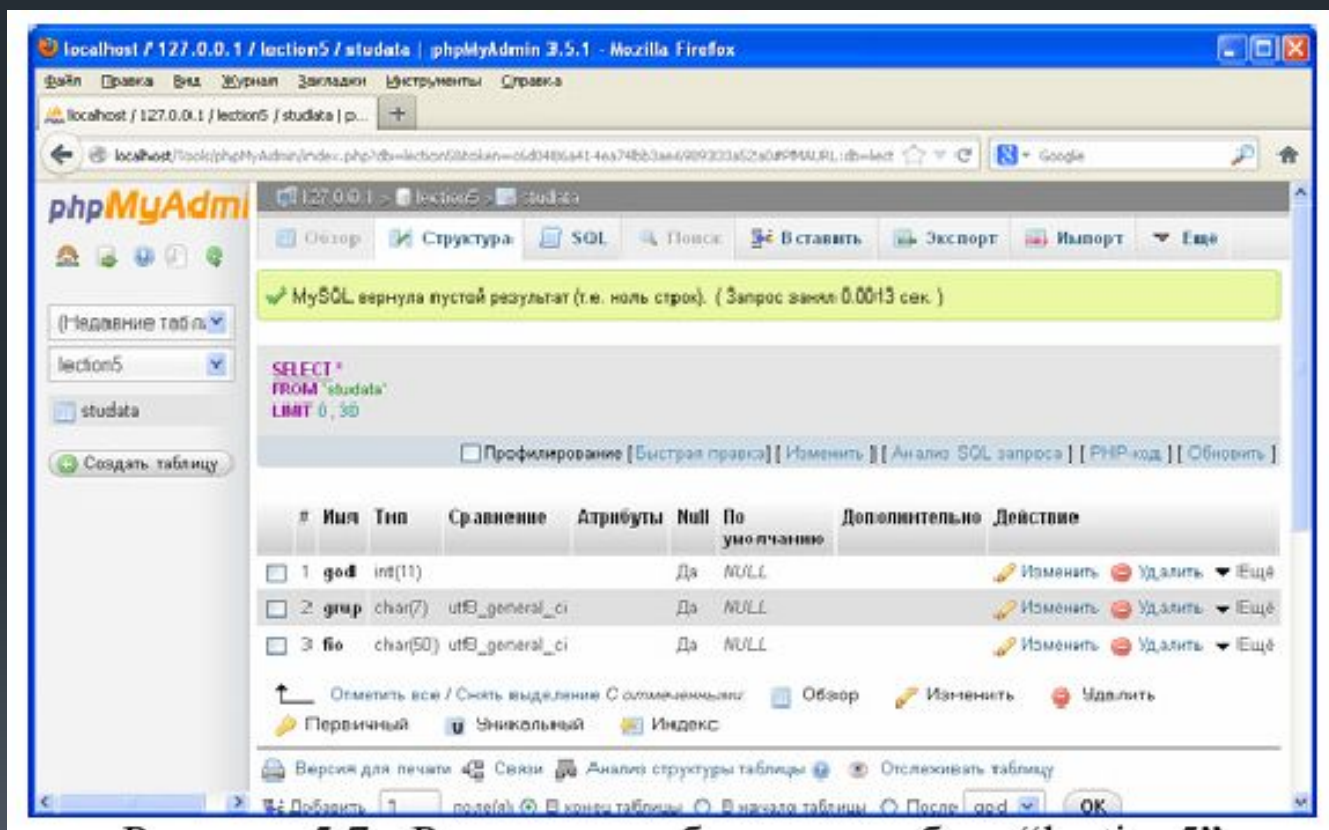 localhost / 127.0.0.1 / lection5 / studata | phpMyAdmin 3.5.1 - Mozilla Firefox
Файл Правка Вид Журнал Закладки Инструменты Справка
localhost / 127.0.0.1 / lection5 / studata | p...
Google
phpMyAdmi
127.0.0.1 > lection5 > studata
Обзор Структура SQL Поиск Вставить Экспорт Импорт Ещё
MySQL вернула пустой результат (т.е. ноль строк). ( Запрос занял 0.0013 сек. )
(Недавние табли
lection5
studata
Создать таблицу
SELECT *
FROM `studata`
LIMIT 0 , 30
Профилирование [ Быстрая правка ] [ Изменить ] [ Анализ SQL запроса ] [ PHP-код ] [ Обновить ]
# Имя Тип Сравнение Атрибуты Null По умолчанию Дополнительно Действие
1 god int(11) Да NULL Изменить Удалить Ещё
2 grup char(7) utf8_general_ci Да NULL Изменить Удалить Ещё
3 fio char(50) utf8_general_ci Да NULL Изменить Удалить Ещё
Отметить все / Снять выделение С отмеченными: Обзор Изменить Удалить
Первичный Уникальный Индекс
Версия для печати Связи Анализ структуры таблицы Отслеживать таблицу
Добавить 1 поле(я) В конец таблицы В начало таблицы После god OK
“lection5”